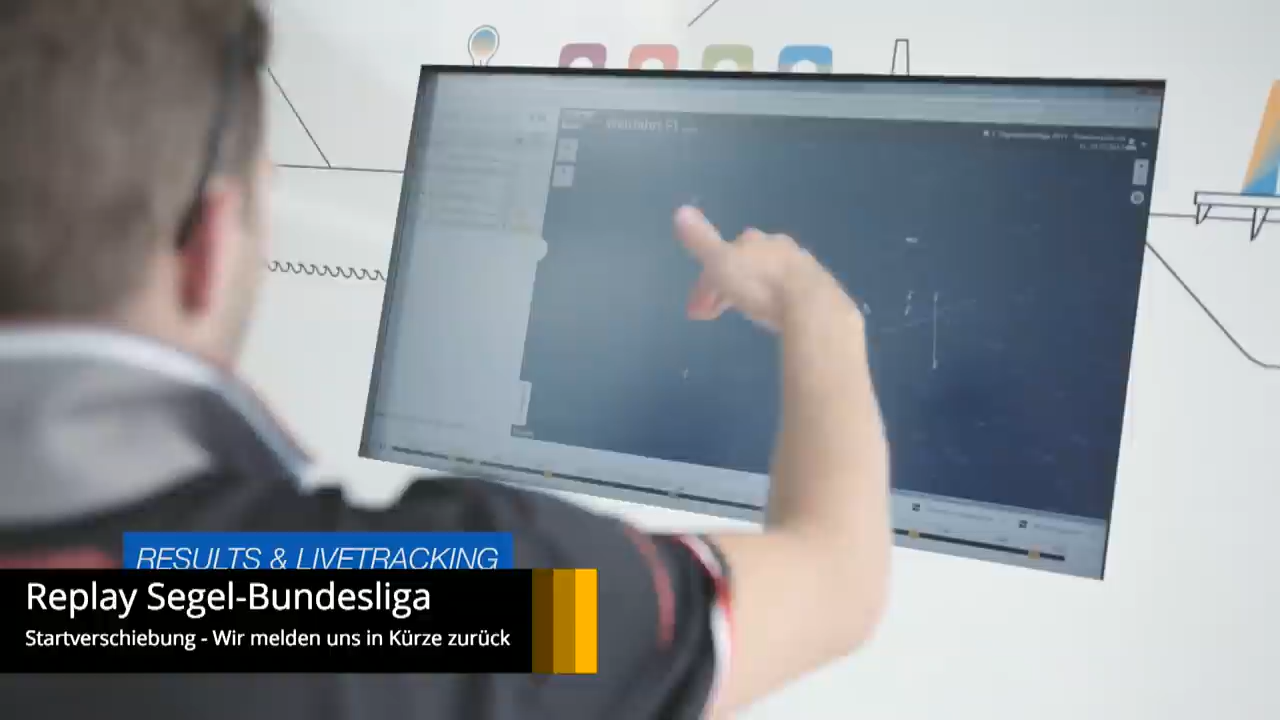 RESULTS & LIVETRACKING
Replay Segel-Bundesliga
Startverschiebung - Wir melden uns in Kürze zurück